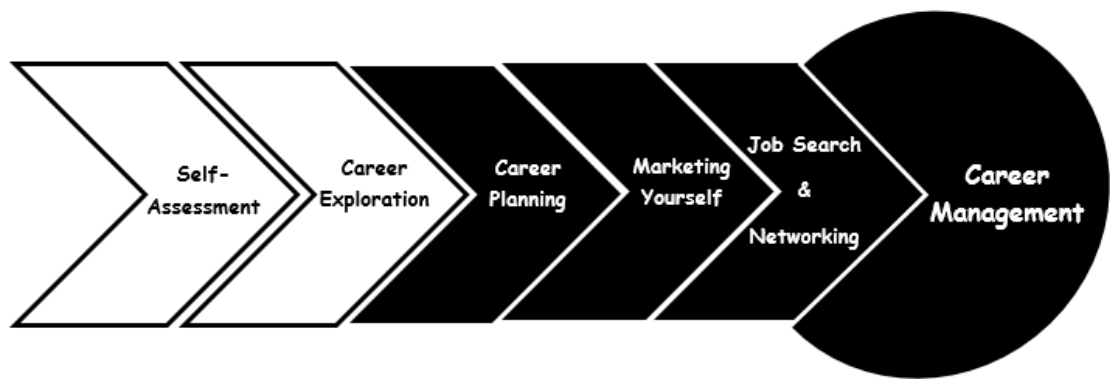 Self-
Assessment
Career
Exploration
Career
Planning
Marketing
Yourself
Job Search
&
Networking
Career
Management